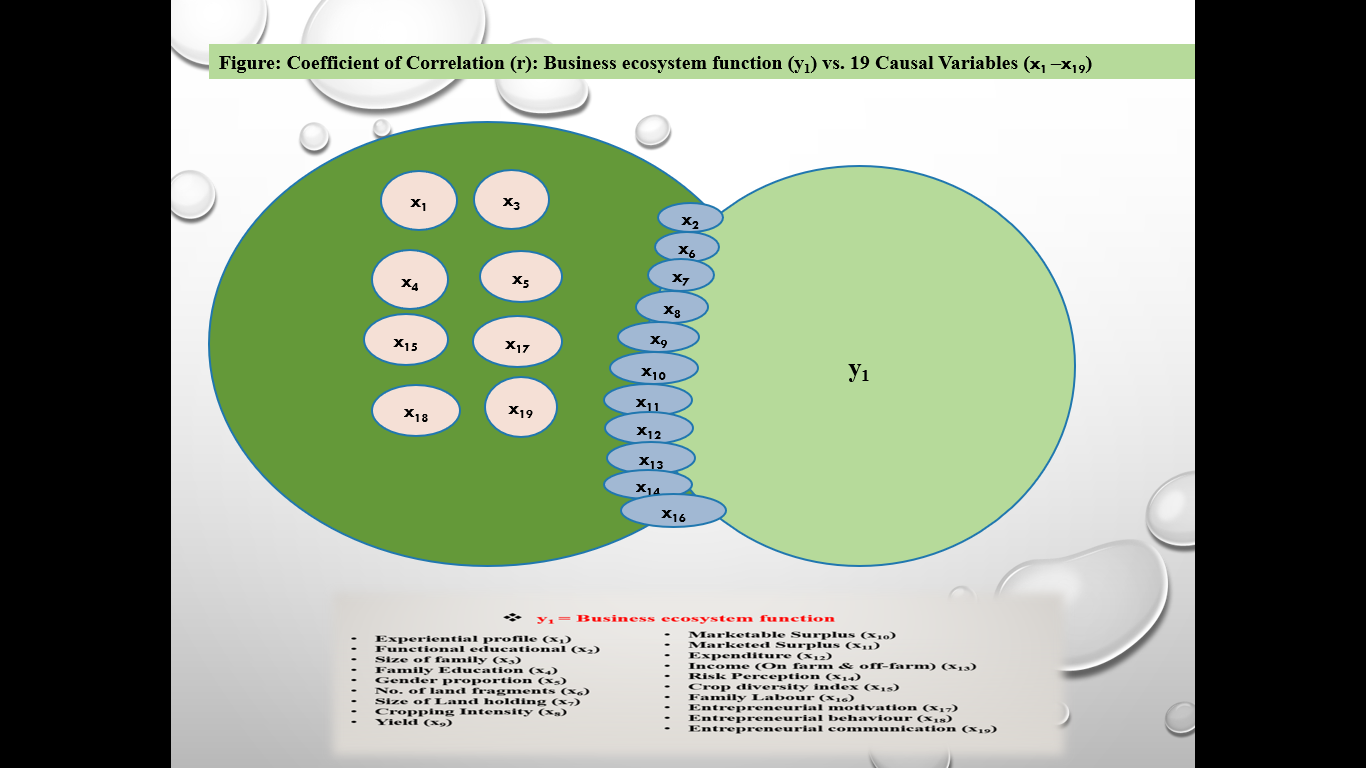 Figure: Coefficient of Correlation (r): Business ecosystem function (y₁) vs. 19 Causal Variables (x₁ –x₁₉)
x₁
x₃
x₄
x₅
x₁₅
x₁₇
x₁₈
x₁₉
x₂
x₆
x₇
x₈
x₉
x₁₀
x₁₁
x₁₂
x₁₃
x₁₄
x₁₆
y₁
❖ y₁ = Business ecosystem function
• Experiential profile (x₁)
• Functional educational (x₂)
• Size of family (x₃)
• Family Education (x₄)
• Gender proportion (x₅)
• No. of land fragments (x₆)
• Size of Land holding (x₇)
• Cropping Intensity (x₈)
• Yield (x₉)
• Marketable Surplus (x₁₀)
• Marketed Surplus (x₁₁)
• Expenditure (x₁₂)
• Income (On farm & off-farm) (x₁₃)
• Risk Perception (x₁₄)
• Crop diversity index (x₁₅)
• Family Labour (x₁₆)
• Entrepreneurial motivation (x₁₇)
• Entrepreneurial behaviour (x₁₈)
• Entrepreneurial communication (x₁₉)